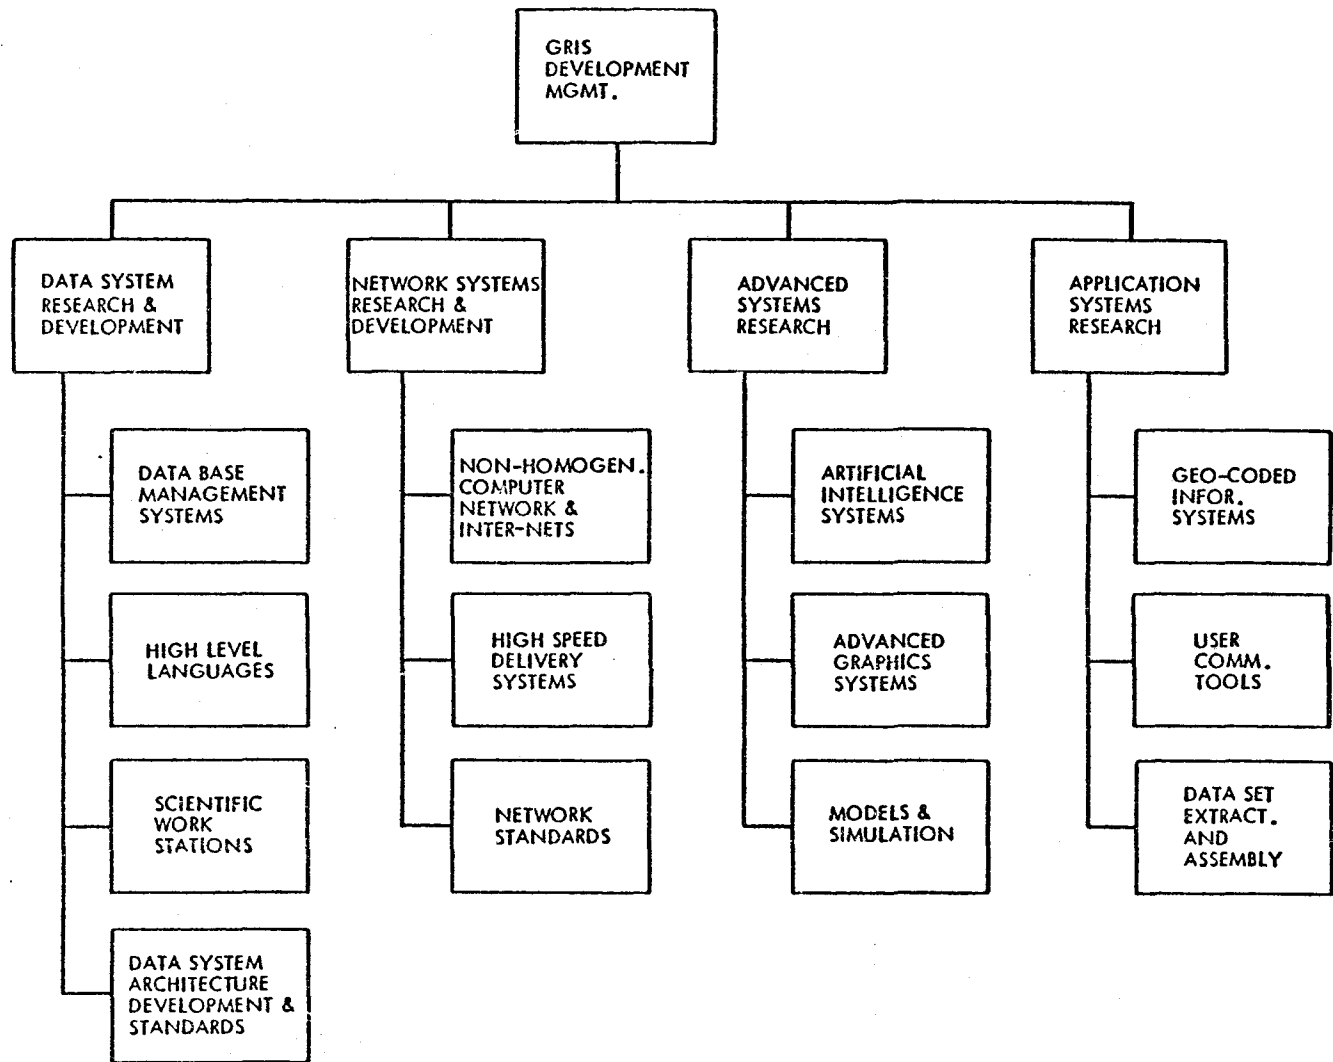 GRIS
DEVELOPMENT
MGMT.
DATA SYSTEM
RESEARCH &
DEVELOPMENT
NETWORK SYSTEMS
RESEARCH &
DEVELOPMENT
ADVANCED
SYSTEMS
RESEARCH
APPLICATION
SYSTEMS
RESEARCH
DATA BASE
MANAGEMENT
SYSTEMS
HIGH LEVEL
LANGUAGES
SCIENTIFIC
WORK
STATIONS
DATA SYSTEM
ARCHITECTURE
DEVELOPMENT &
STANDARDS
NON-HOMOGEN.
COMPUTER
NETWORK &
INTER-NETS
HIGH SPEED
DELIVERY
SYSTEMS
NETWORK
STANDARDS
ARTIFICIAL
INTELLIGENCE
SYSTEMS
ADVANCED
GRAPHICS
SYSTEMS
MODELS &
SIMULATION
GEO-CODED
INFOR.
SYSTEMS
USER
COMM.
TOOLS
DATA SET
EXTRACT.
AND
ASSEMBLY